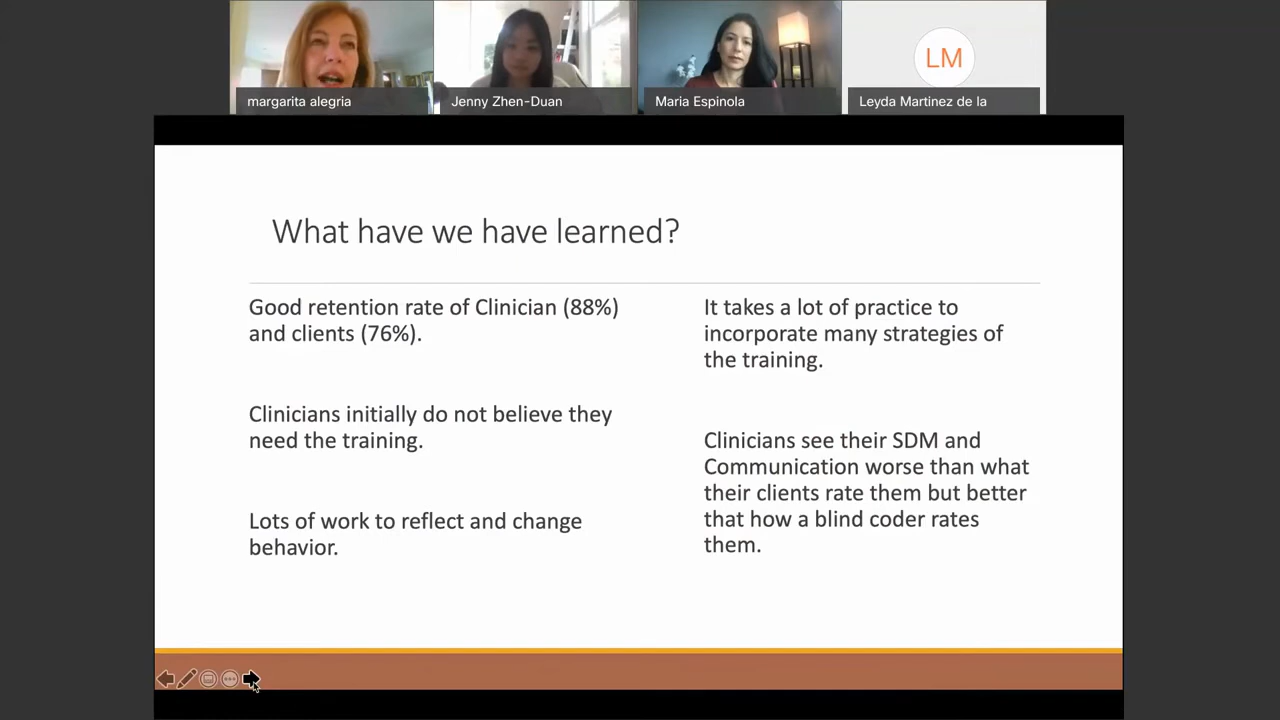 margarita alegria
Jenny Zhen-Duan
Maria Espinola
LM
Leyda Martinez de la
What have we have learned?
Good retention rate of Clinician (88%)
and clients (76%).
Clinicians initially do not believe they
need the training.
Lots of work to reflect and change
behavior.
It takes a lot of practice to
incorporate many strategies of
the training.
Clinicians see their SDM and
Communication worse than what
their clients rate them but better
that how a blind coder rates
them.